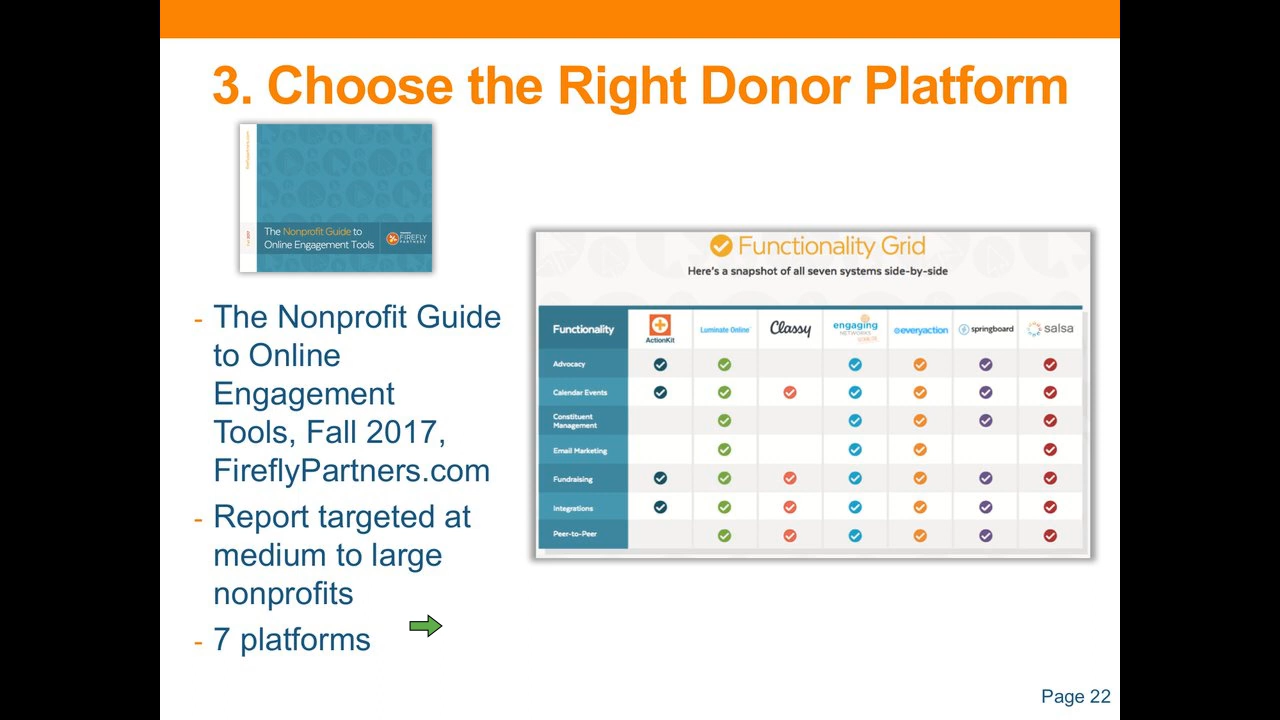 3. Choose the Right Donor Platform
The Nonprofit Guide to
Online Engagement Tools
FIREFLY
PARTNERS
- The Nonprofit Guide
to Online
Engagement
Tools, Fall 2017,
FireflyPartners.com
- Report targeted at
medium to large
nonprofits
- 7 platforms
Functionality Grid
Here's a snapshot of all seven systems side-by-side
Functionality
ActionKit
Luminate Online
Classy
engaging
NETWORKS
everyaction
springboard
salsa
Advocacy
Calendar Events
Constituent
Management
Email Marketing
Fundraising
Integrations
Peer-to-Peer
Page 22